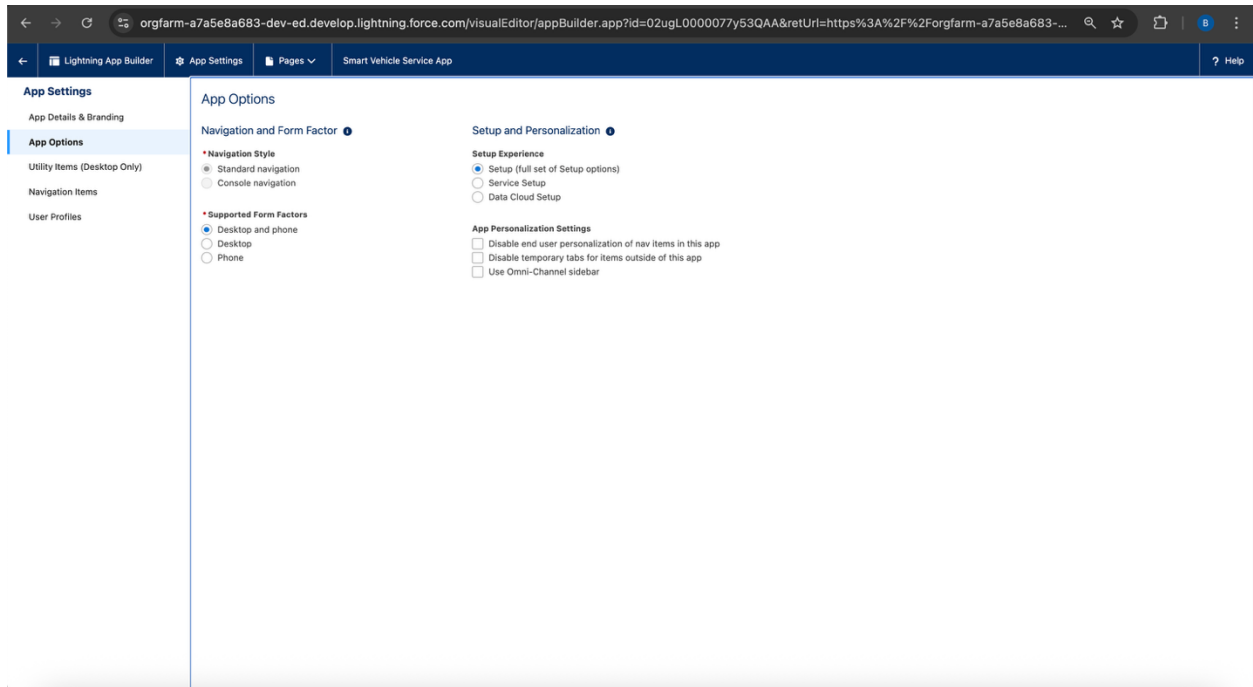 orgfarm-a7a5e8a683-dev-ed.develop.lightning.force.com/visualEditor/appBuilder.app?id=02ugL0000077y53QAA&retUrl=https%3A%2F%2Forgfarm-a7a5e8a683-... B
Lightning App Builder App Settings Pages Smart Vehicle Service App ? Help
App Settings
App Details & Branding
App Options
Utility Items (Desktop Only)
Navigation Items
User Profiles
App Options
Navigation and Form Factor
*Navigation Style
Standard navigation
Console navigation
*Supported Form Factors
Desktop and phone
Desktop
Phone
Setup and Personalization
Setup Experience
Setup (full set of Setup options)
Service Setup
Data Cloud Setup
App Personalization Settings
Disable end user personalization of nav items in this app
Disable temporary tabs for items outside of this app
Use Omni-Channel sidebar